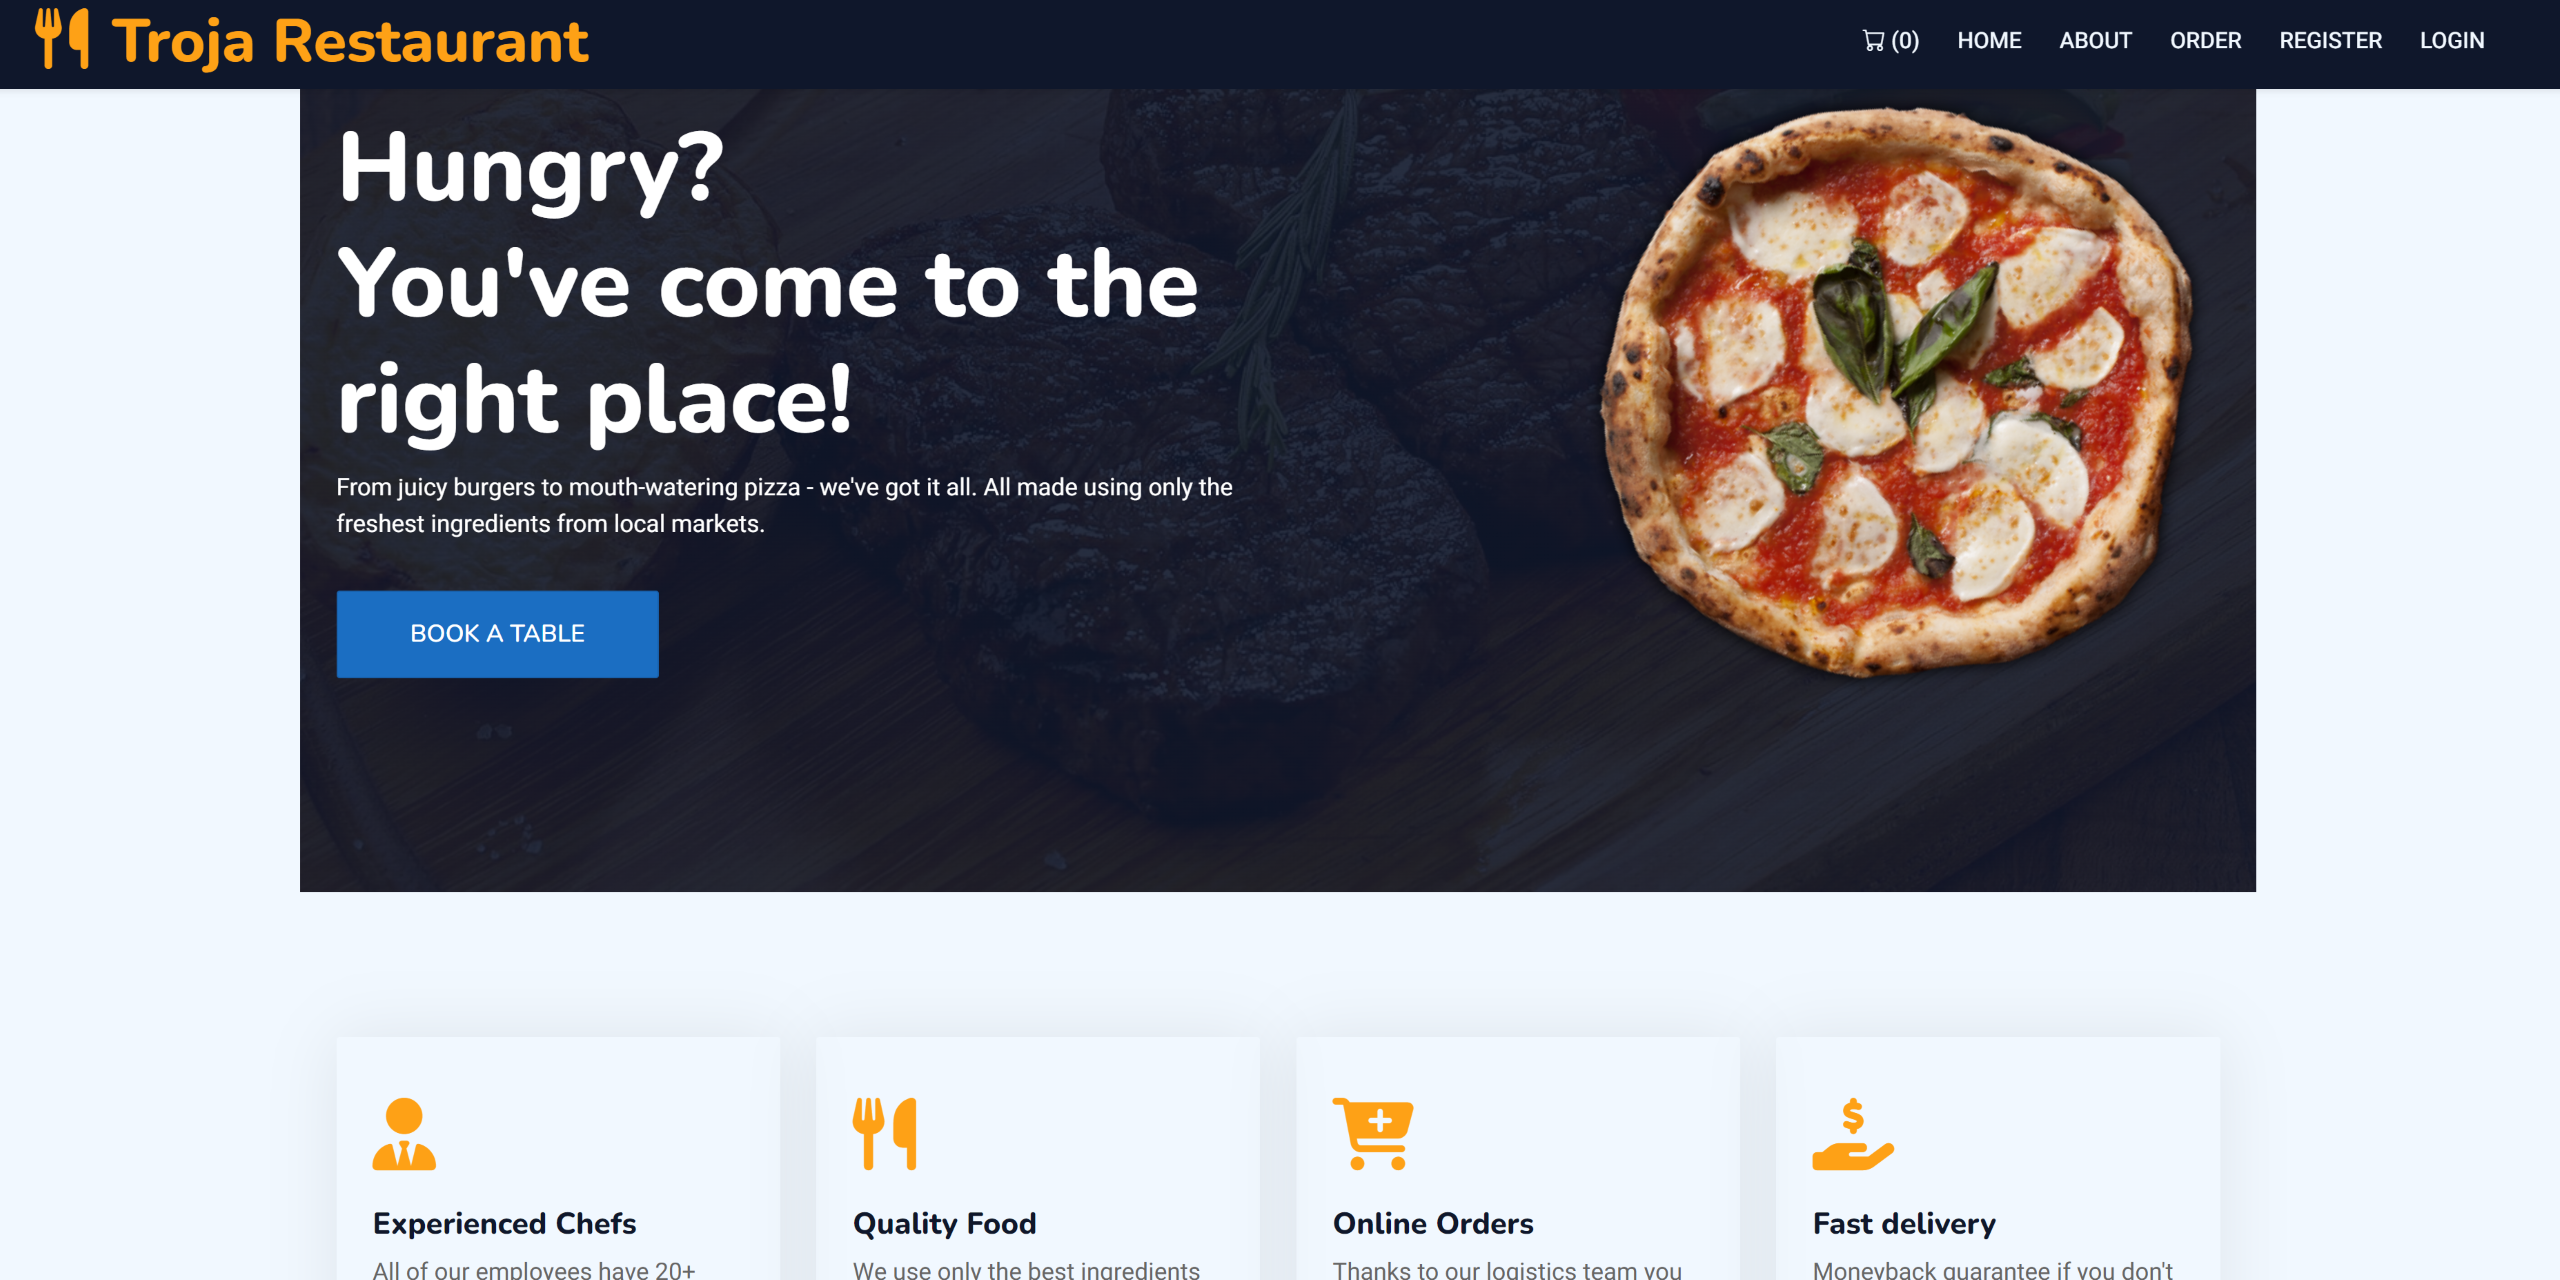 Troja Restaurant
(0) HOME ABOUT ORDER REGISTER LOGIN
Hungry?
You've come to the
right place!
From juicy burgers to mouth-watering pizza - we've got it all. All made using only the
freshest ingredients from local markets.
BOOK A TABLE
Experienced Chefs
All of our employees have 20+
Quality Food
We use only the best ingredients
Online Orders
Thanks to our logistics team you
Fast delivery
Moneyback guarantee if you don't